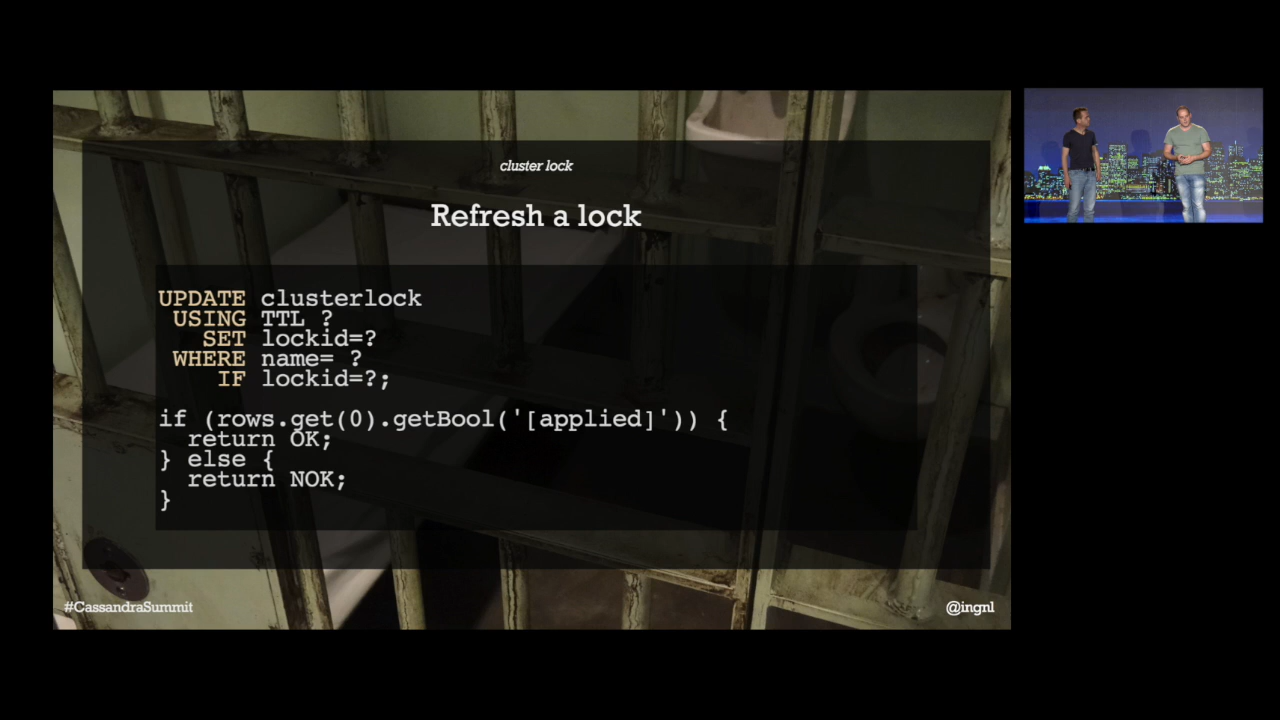 cluster lock
Refresh a lock
UPDATE clusterlock
USING TTL ?
SET lockid=?
WHERE name= ?
IF lockid=?;
if (rows.get(0).getBool('[applied]')) {
return OK;
} else {
return NOK;
}
#CassandraSummit
@ingnl